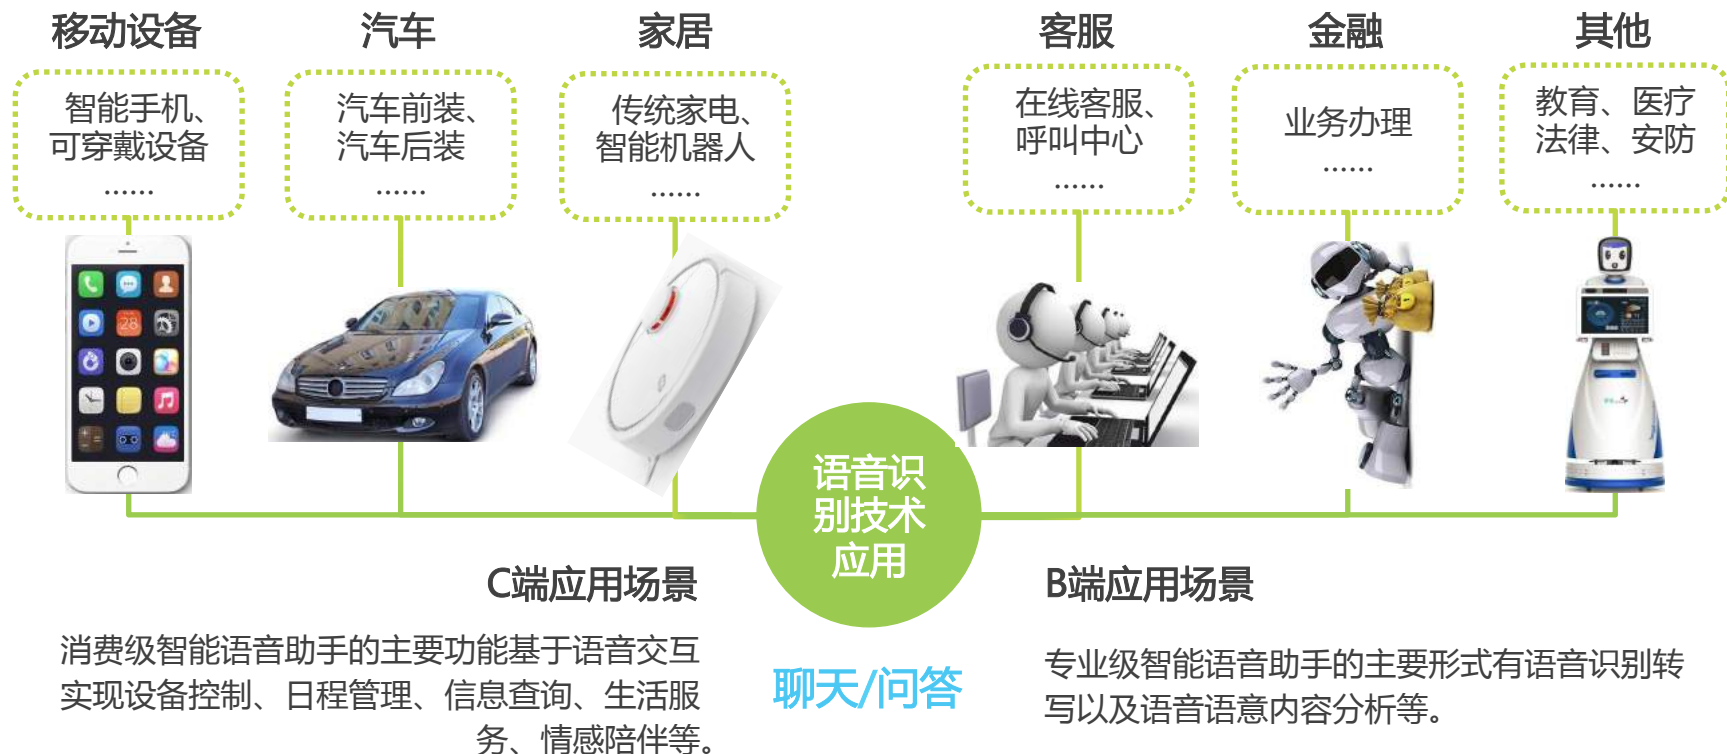 移动设备
汽车
家居
客服
金融
其他
智能手机、
可穿戴设备
......
汽车前装、
汽车后装
......
传统家电、
智能机器人
......
在线客服、
呼叫中心
......
业务办理
......
教育、医疗
法律、安防
......
28
语音识
别技术
应用
C端应用场景
消费级智能语音助手的主要功能基于语音交互
实现设备控制、日程管理、信息查询、生活服
务、情感陪伴等。
聊天/问答
B端应用场景
专业级智能语音助手的主要形式有语音识别转
写以及语音语意内容分析等。